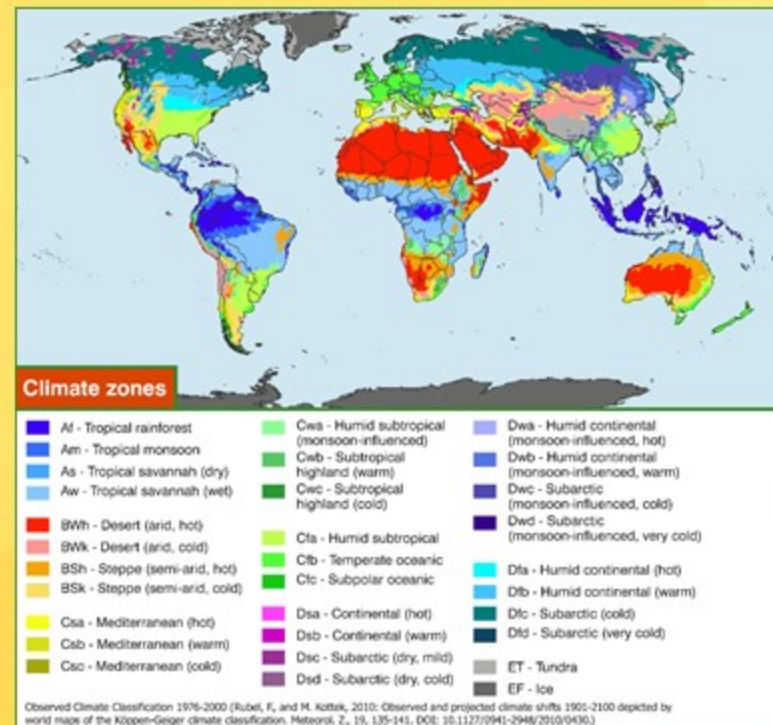 Climate zones
Af - Tropical rainforest
Am - Tropical monsoon
As - Tropical savannah (dry)
Aw - Tropical savannah (wet)
BWh - Desert (arid, hot)
BWk - Desert (arid, cold)
BSh - Steppe (semi-arid, hot)
BSk - Steppe (semi-arid, cold)
Csa - Mediterranean (hot)
Csb - Mediterranean (warm)
Csc - Mediterranean (cold)
Cwa - Humid subtropical
(monsoon-influenced)
Cwb - Subtropical
highland (warm)
Cwc - Subtropical
highland (cold)
Cfa - Humid subtropical
Cfb - Temperate oceanic
Cfc - Subpolar oceanic
Dsa - Continental (hot)
Dsb - Continental (warm)
Dsc - Subarctic (dry, mild)
Dsd - Subarctic (dry, cold)
Dwa - Humid continental
(monsoon-influenced, hot)
Dwb - Humid continental
(monsoon-influenced, warm)
Dwc - Subarctic
(monsoon-influenced, cold)
Dwd - Subarctic
(monsoon-influenced, very cold)
Dfa - Humid continental (hot)
Dfb - Humid continental (warm)
Dfc - Subarctic (cold)
Dfd - Subarctic (very cold)
ET - Tundra
EF - Ice
Observed Climate Classification 1976-2000 (Rubel, F., and M. Kottek, 2010: Observed and projected climate shifts 1901-2100 depicted by
world maps of the Köppen-Geiger climate classification. Meteorol. Z., 19, 135-141. DOI: 10.1127/0941-2948/2010/0430.)